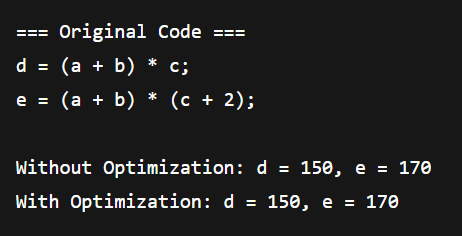 === Original Code ===
d = (a + b) * c;
e = (a + b) * (c + 2);
Without Optimization: d = 150, e = 170
With Optimization: d = 150, e = 170